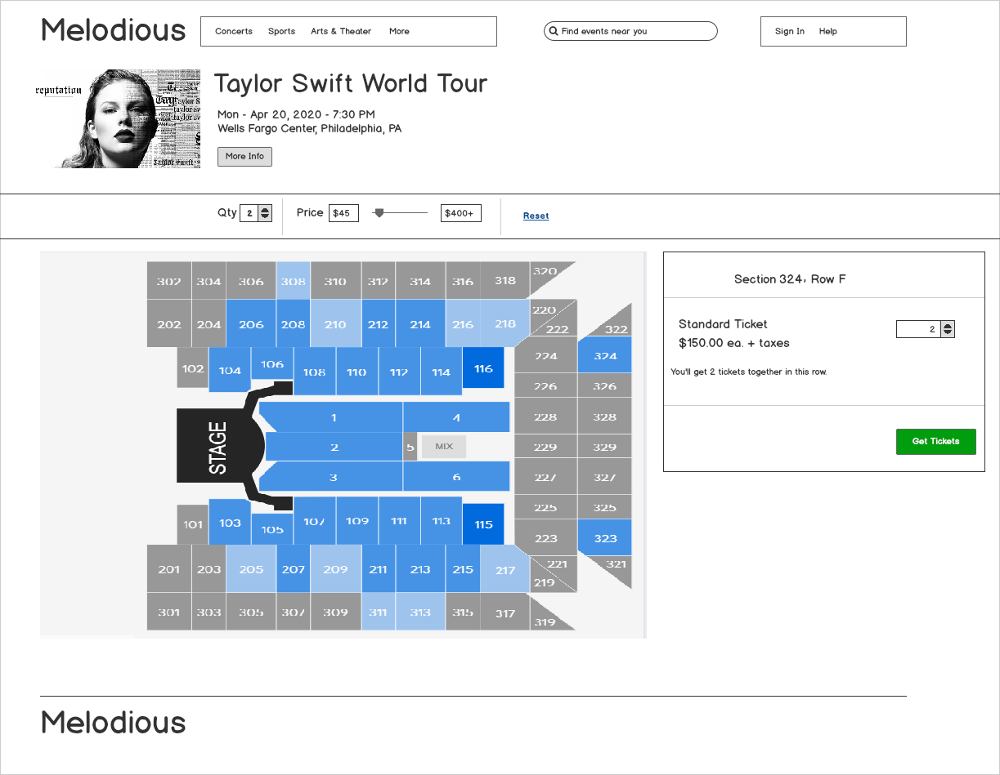 Melodious
Concerts Sports Arts & Theater More
Find events near you
Sign In Help
reputation
Taylor Swift World Tour
Mon - Apr 20, 2020 - 7:30 PM
Wells Fargo Center, Philadelphia, PA
More Info
Qty 2 Price $45 $400+ Reset
302 304 306 308 310 312 314 316 318 320
202 204 206 208 210 212 214 216 218 220
222 322
102 104 106 108 110 112 114 116 224 324
226 326
1 4 228 328
STAGE 2 5 MIX 229 329
3 6 227 327
225 325
101 103 105 107 109 111 113 115 223 323
201 203 205 207 209 211 213 215 217 219 221 321
301 303 305 307 309 311 313 315 317 319
Section 324, Row F
Standard Ticket 2
$150.00 ea. + taxes
You'll get 2 tickets together in this row.
Get Tickets
Melodious